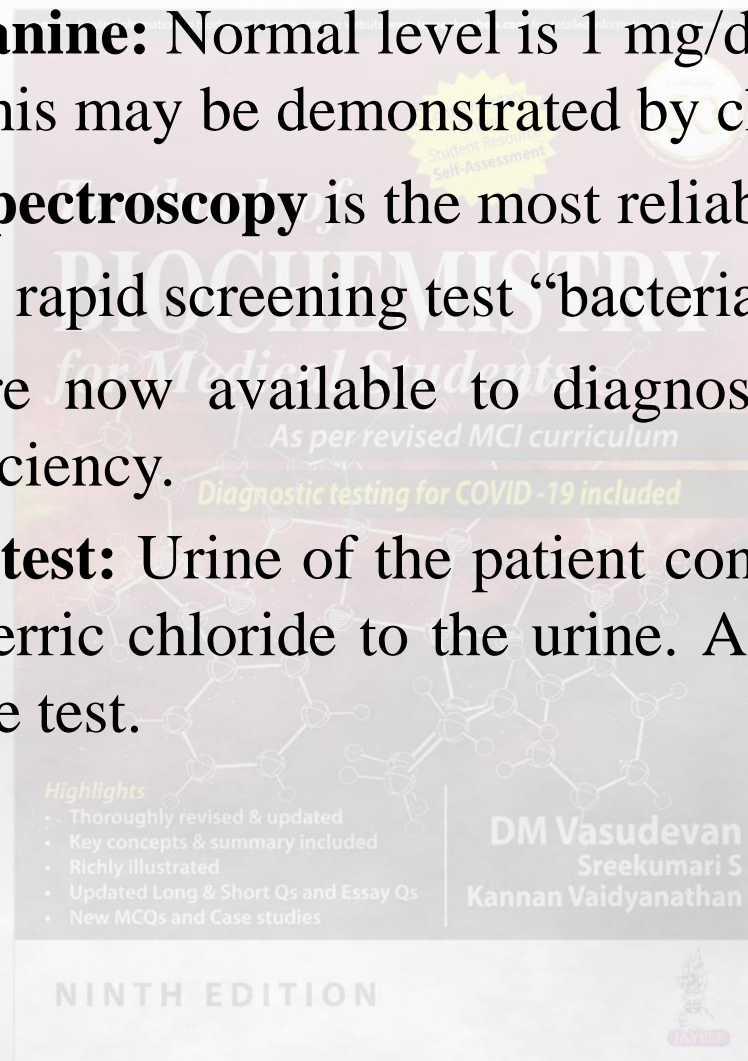 anine: Normal level is 1 mg/d
his may be demonstrated by cl
pectroscopy is the most reliab
rapid screening test “bacteria
re now available to diagnos
ciency.
test: Urine of the patient con
erric chloride to the urine. A
e test.
Student Resource
Self-Assessment
Textbook of
BIOCHEMISTRY
for Medical Students
As per revised MCI curriculum
Diagnostic testing for COVID -19 included
Highlights
• Thoroughly revised & updated
• Key concepts & summary included
• Richly illustrated
• Updated Long & Short Qs and Essay Qs
• New MCQs and Case studies
DM Vasudevan
Sreekumari S
Kannan Vaidyanathan
NINTH EDITION
JAYPEE